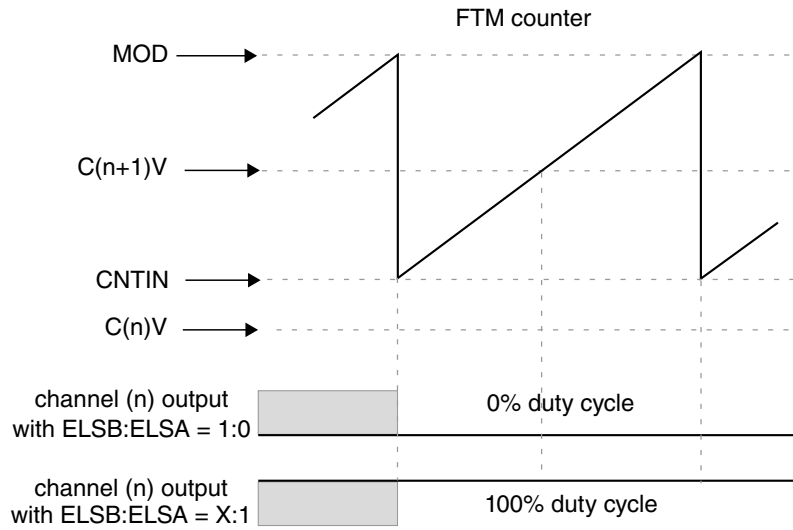 FTM counter
MOD
C(n+1)V
CNTIN
C(n)V
channel (n) output
with ELSB:ELSA = 1:0
0% duty cycle
channel (n) output
with ELSB:ELSA = X:1
100% duty cycle